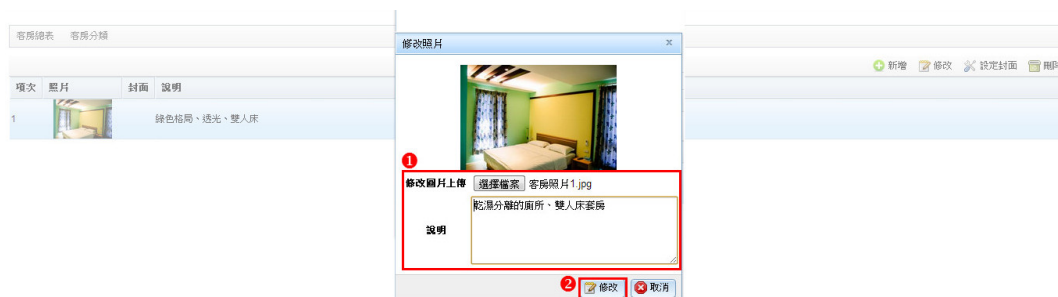 客房總表 客房分類
新增 修改 設定封面 刪除
項次 照片 封面 說明
1 綠色格局、透光、雙人床
修改照片 x
1
修改圖片上傳 選擇檔案 客房照片1.jpg
說明 乾濕分離的廁所、雙人床套房
2 修改 取消